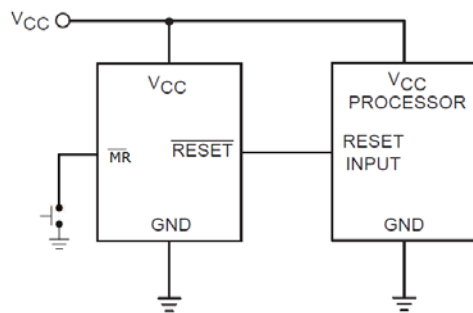 VCC
VCC
MR
RESET
GND
VCC
PROCESSOR
RESET
INPUT
GND